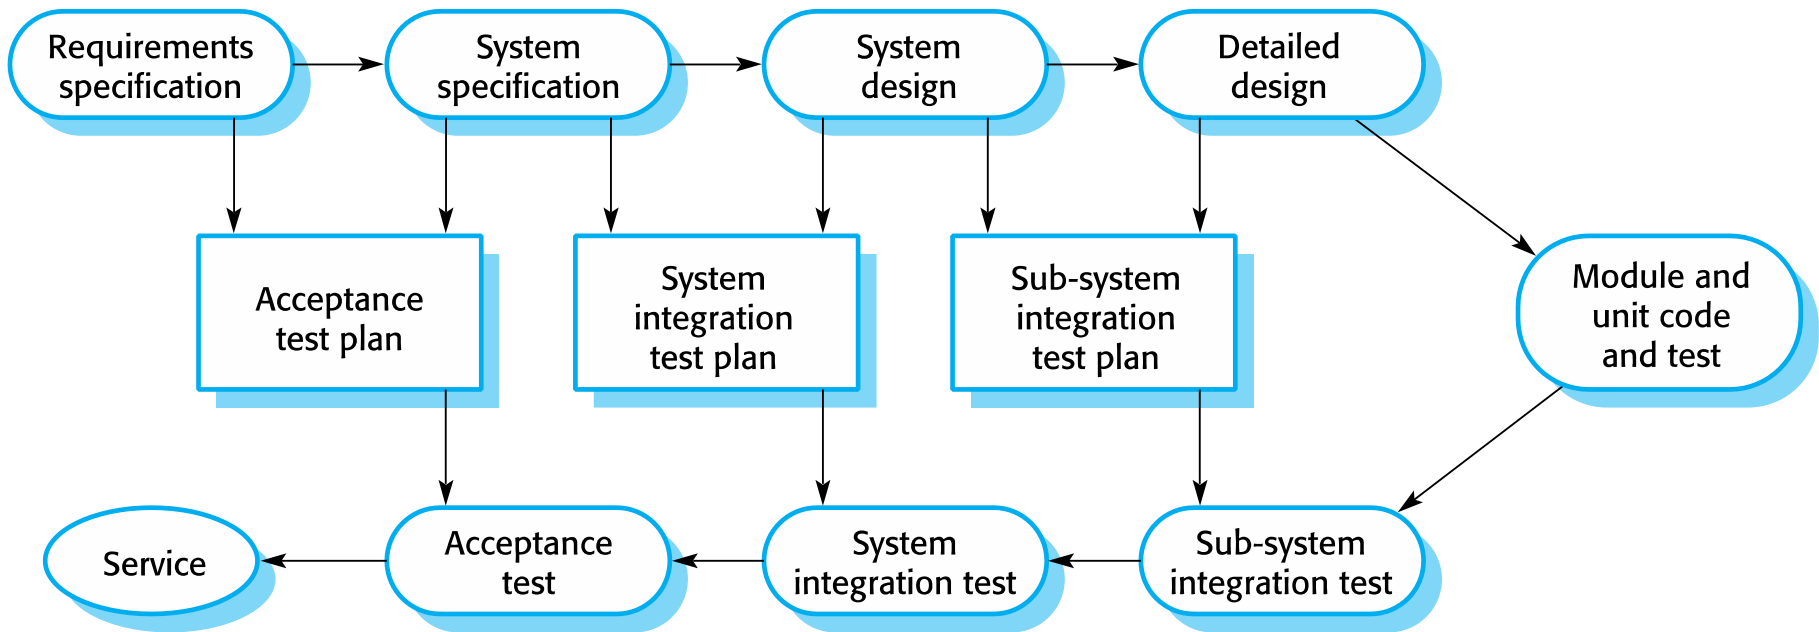 Requirements
specification
System
specification
System
design
Detailed
design
Acceptance
test plan
System
integration
test plan
Sub-system
integration
test plan
Module and
unit code
and test
Service
Acceptance
test
System
integration test
Sub-system
integration test